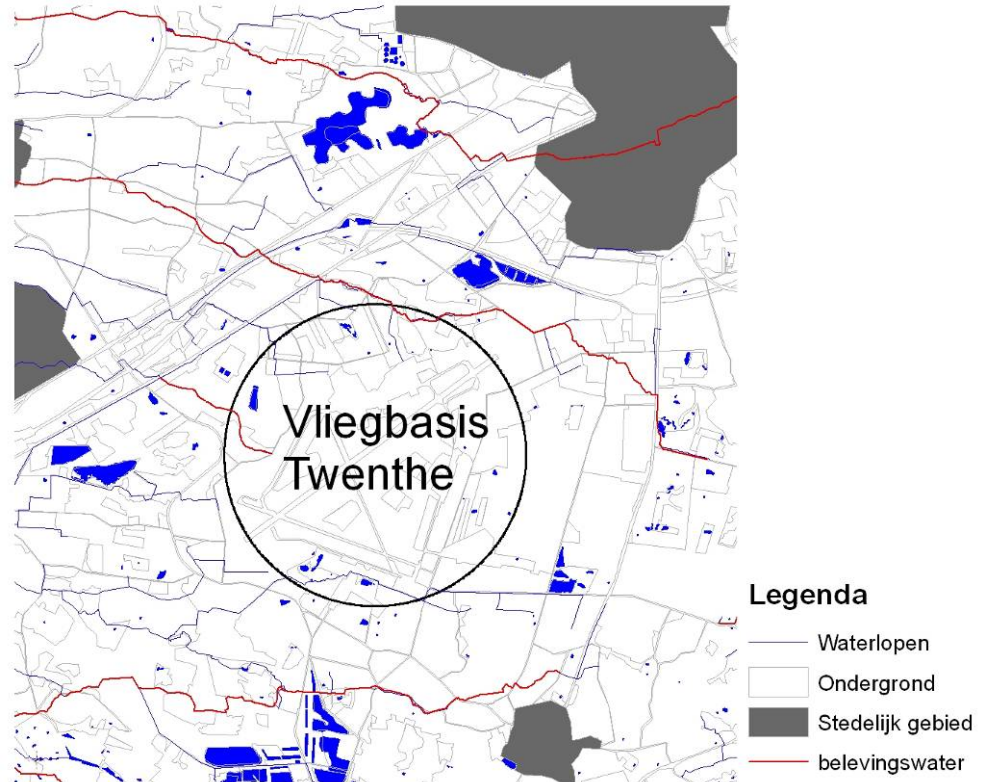 Vliegbasis
Twenthe
Legenda
Waterlopen
Ondergrond
Stedelijk gebied
belevingswater